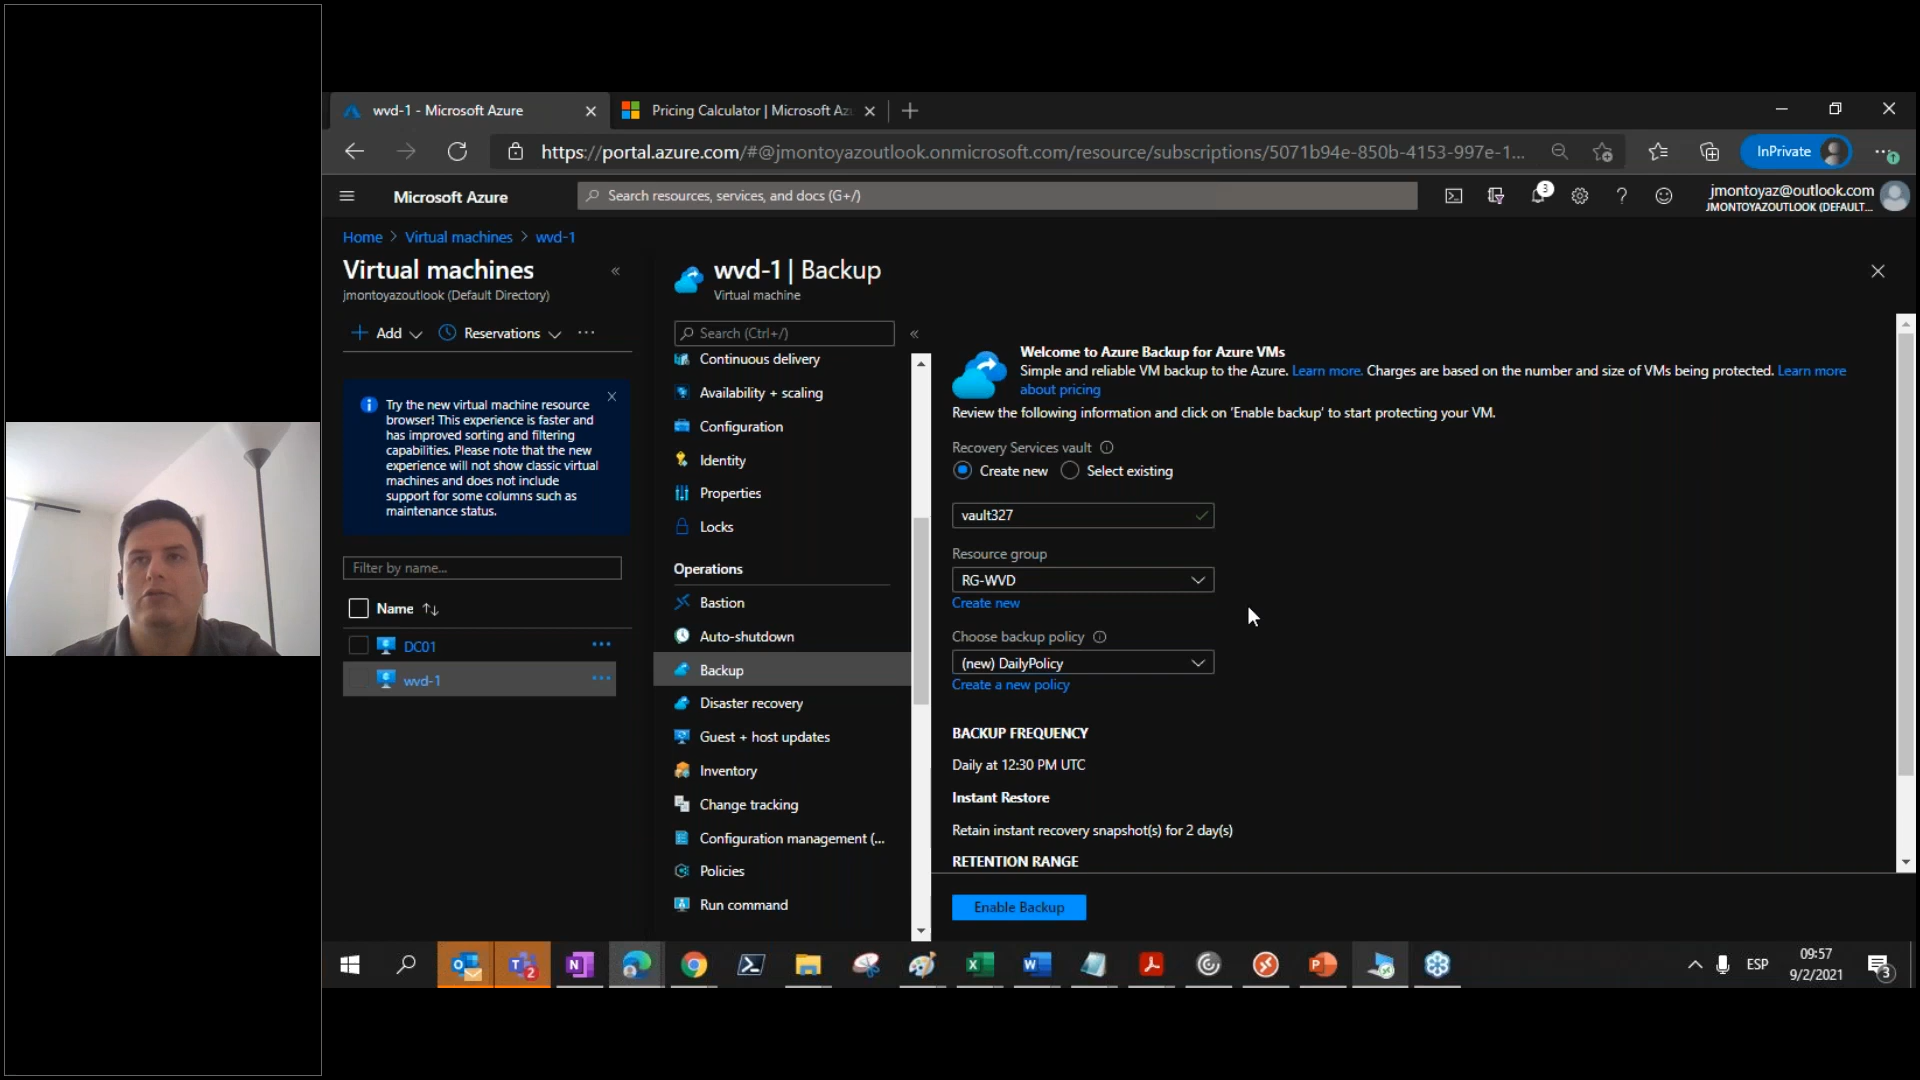 wvd-1 - Microsoft Azure
Pricing Calculator | Microsoft Az
https://portal.azure.com/#@jmontoyazoutlook.onmicrosoft.com/resource/subscriptions/5071b94e-850b-4153-997e-1...
InPrivate
Microsoft Azure
Search resources, services, and docs (G+/)
3
jmontoyaz@outlook.com
JMONTOYAZOUTLOOK (DEFAULT...
Home > Virtual machines > wvd-1
Virtual machines
jmontoyazoutlook (Default Directory)
Add
Reservations
Try the new virtual machine resource
browser! This experience is faster and
has improved sorting and filtering
capabilities. Please note that the new
experience will not show classic virtual
machines and does not include
support for some columns such as
maintenance status.
Filter by name...
Name
DC01
wvd-1
wvd-1 | Backup
Virtual machine
Search (Ctrl+/)
Continuous delivery
Availability + scaling
Configuration
Identity
Properties
Locks
Operations
Bastion
Auto-shutdown
Backup
Disaster recovery
Guest + host updates
Inventory
Change tracking
Configuration management (...
Policies
Run command
Welcome to Azure Backup for Azure VMs
Simple and reliable VM backup to the Azure. Learn more. Charges are based on the number and size of VMs being protected. Learn more
about pricing
Review the following information and click on 'Enable backup' to start protecting your VM.
Recovery Services vault
Create new
Select existing
vault327
Resource group
RG-WVD
Create new
Choose backup policy
(new) DailyPolicy
Create a new policy
BACKUP FREQUENCY
Daily at 12:30 PM UTC
Instant Restore
Retain instant recovery snapshot(s) for 2 day(s)
RETENTION RANGE
Enable Backup
2
ESP
09:57
9/2/2021
3